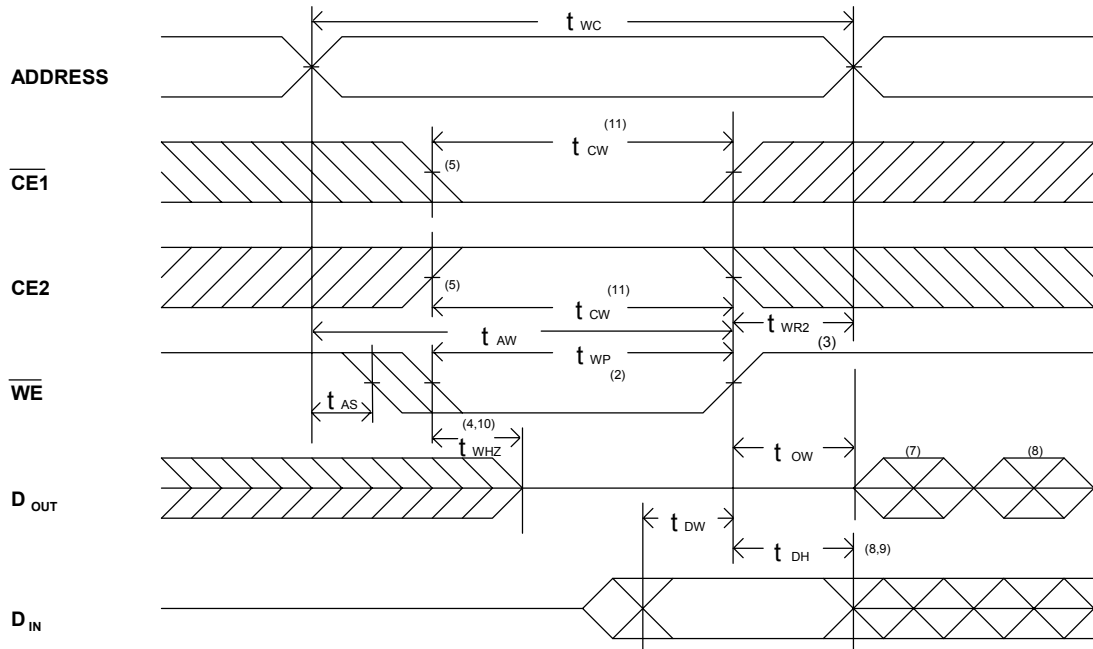 t WC
ADDRESS
(11)
t CW
CE1
(5)
CE2
(5)
(11)
t CW
t WR2
t AW
(3)
t WP
(2)
WE
t AS
(4,10)
t WHZ
t OW
(7)
(8)
D OUT
t DW
t DH
(8,9)
D IN